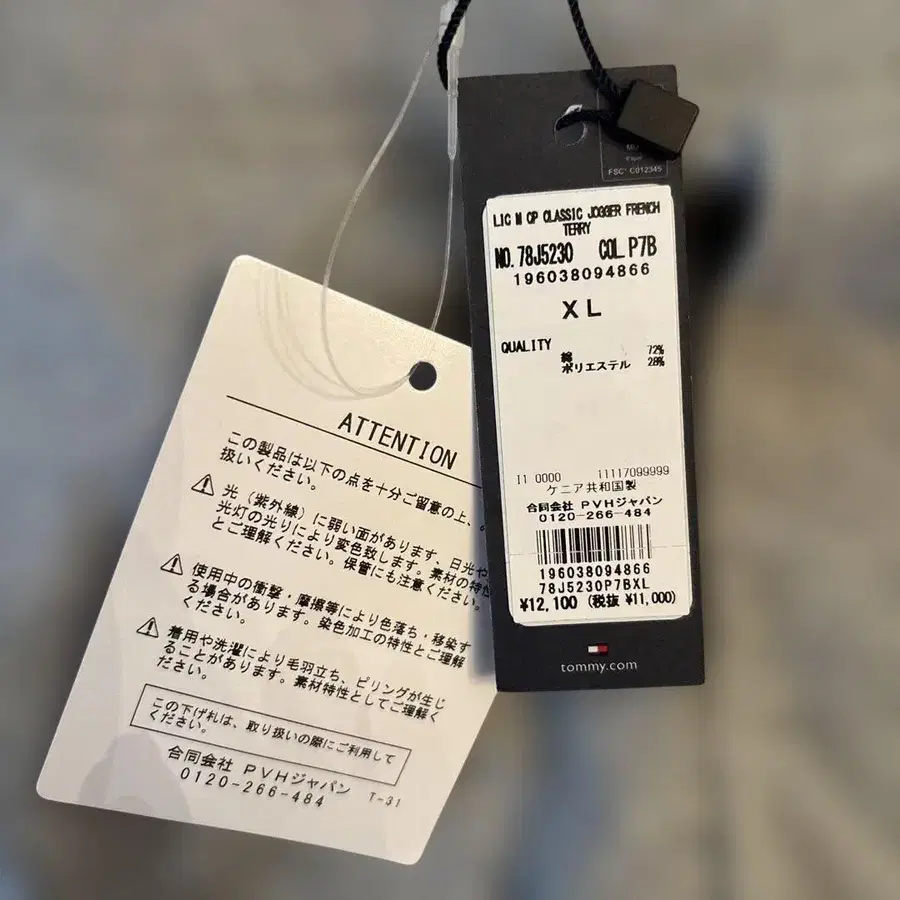 FSC® C012345
LIC M CP CLASSIC JOGGER FRENCH
TERRY
NO.78J5230 COL.P7B
196038094866
XL
QUALITY
綿 72%
ポリエステル 28%
II 0000 11117099999
ケニア共和国製
合同会社 PVHジャパン
0120-266-484
196038094866
78J5230P7BXL
¥12,100 (税抜 ¥11,000)
tommy.com
ATTENTION
この製品は以下の点を十分ご留意の上、
扱いください。
光(紫外線)に弱い面があります、日光や
光灯の光りにより変色致します。素材の特性
とご理解ください。保管にも注意ください。
使用中の衝撃・摩擦等により色落ち・移染す
る場合があります。染色加工の特性とご理解
ください。
着用や洗濯により毛羽立ち、ピリングが生じ
ることがあります。素材特性としてご理解く
ださい。
この下げ札は、取り扱いの際にご利用して
ください。
合同会社 PVHジャパン
0120-266-484 T-31